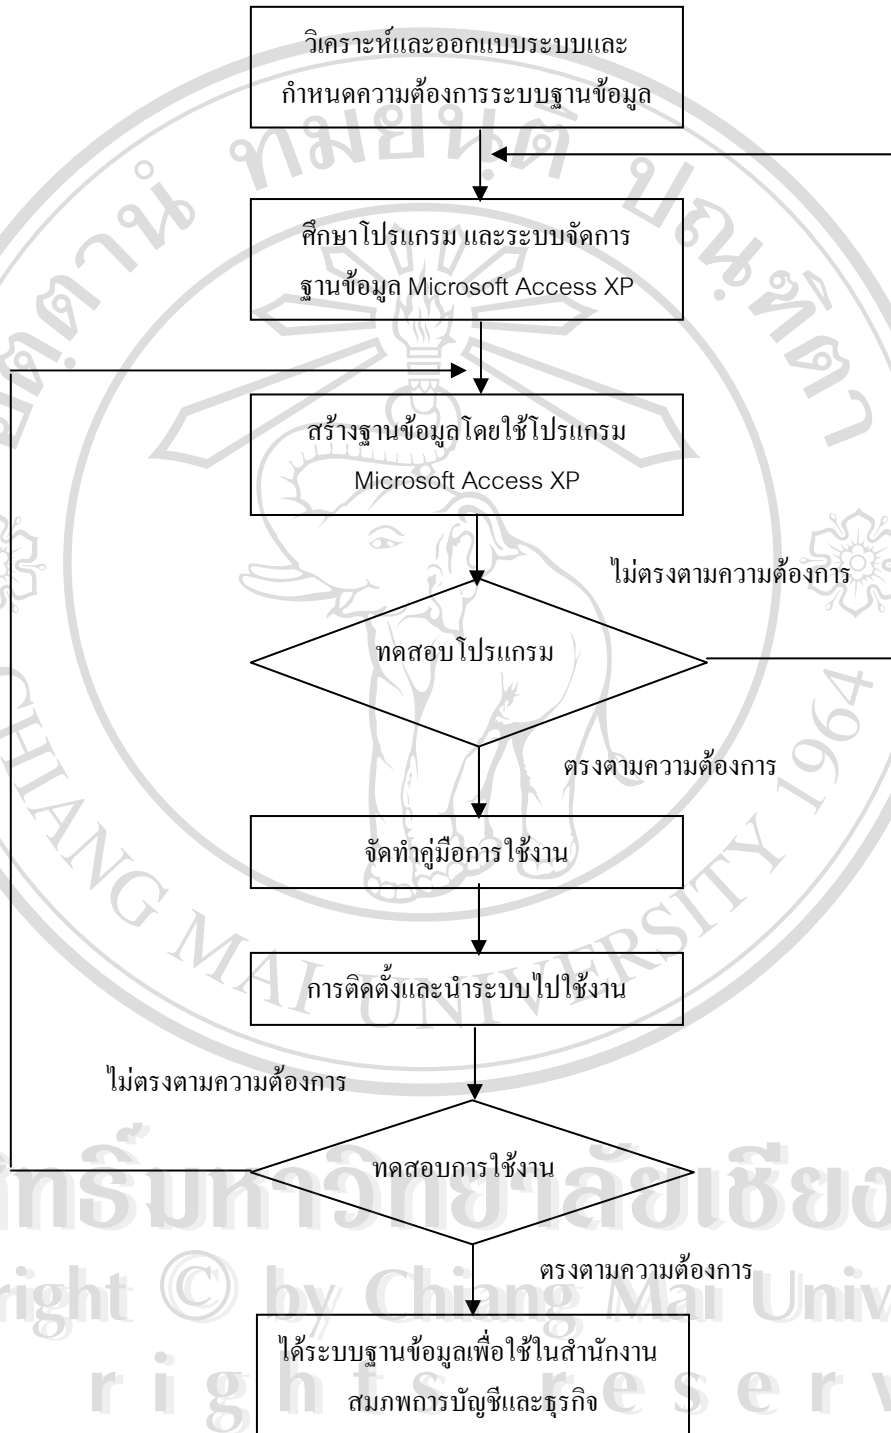 วิเคราะห์และออกแบบระบบและ
กำหนดความต้องการระบบฐานข้อมูล
ศึกษาโปรแกรม และระบบจัดการ
ฐานข้อมูล Microsoft Access XP
สร้างฐานข้อมูลโดยใช้โปรแกรม
Microsoft Access XP
ไม่ตรงตามความต้องการ
ทดสอบโปรแกรม
ตรงตามความต้องการ
จัดทำคู่มือการใช้งาน
การติดตั้งและนำระบบไปใช้งาน
ไม่ตรงตามความต้องการ
ทดสอบการใช้งาน
ตรงตามความต้องการ
ได้ระบบฐานข้อมูลเพื่อใช้ในสำนักงาน
สมภพการบัญชีและธุรกิจ
CHIANG MAI UNIVERSITY 1964
© by Chiang Mai
rights